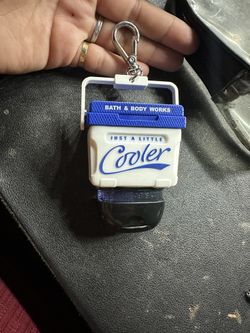 BATH & BODY WORKS
JUST A LITTLE
Cooler